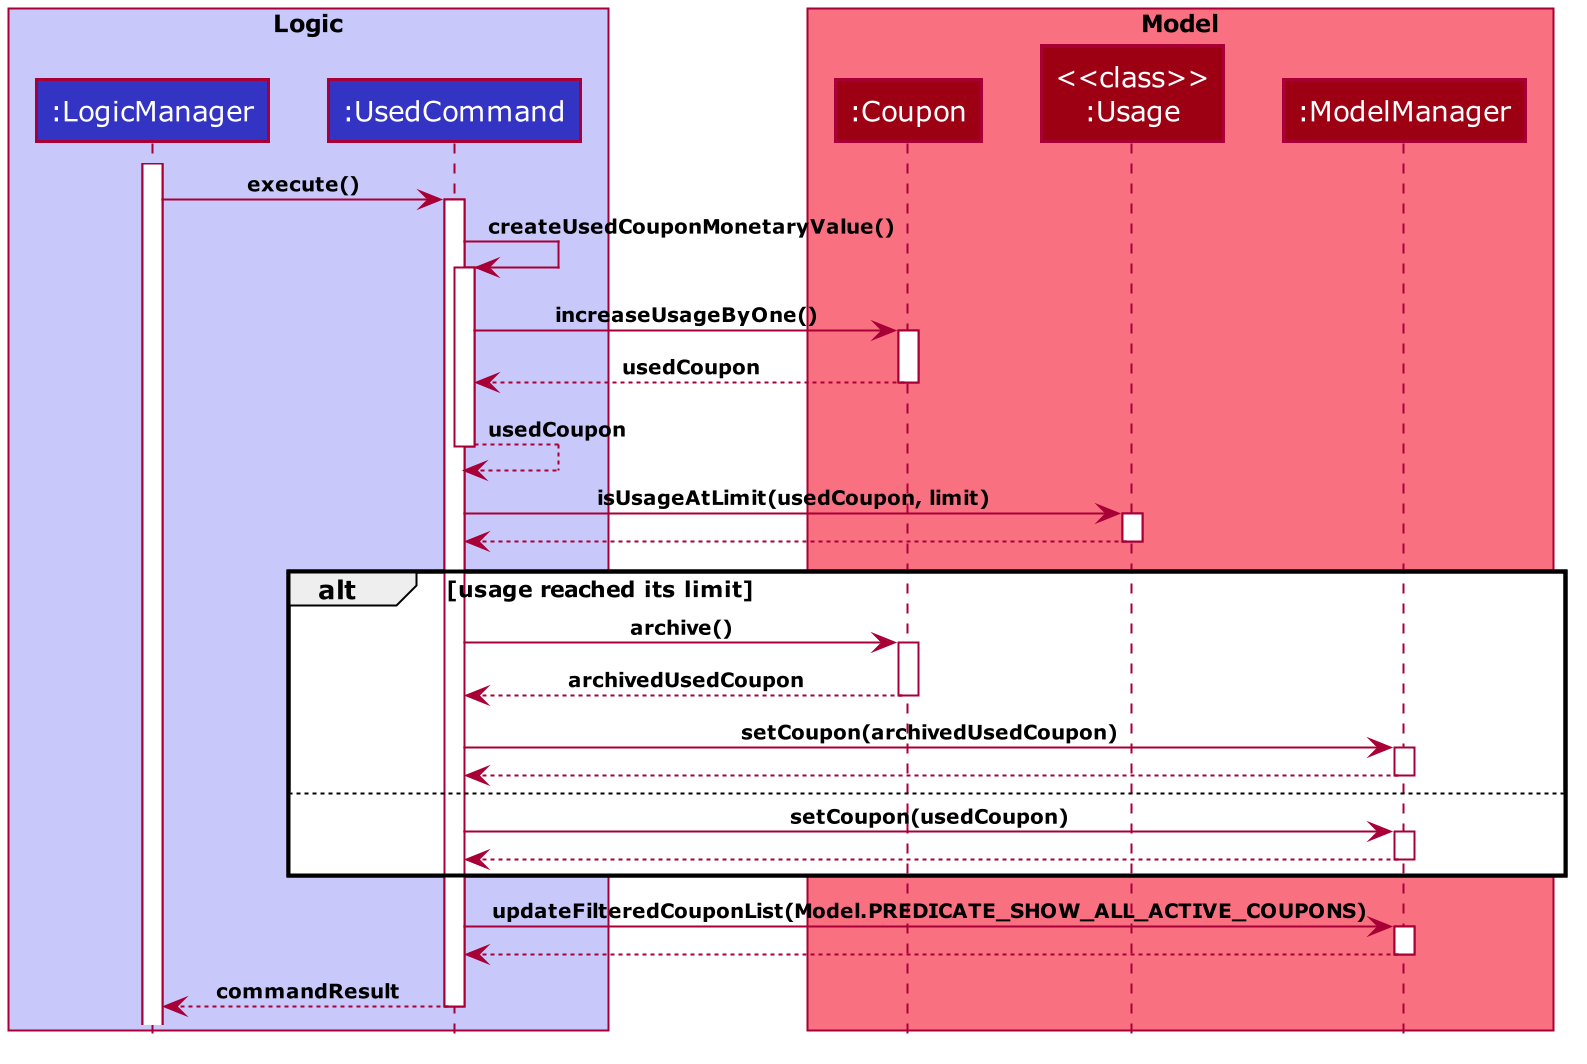 Logic
Model
:LogicManager
:UsedCommand
:Coupon
<<class>>
:Usage
:ModelManager
execute()
createUsedCouponMonetaryValue()
increaseUsageByOne()
usedCoupon
usedCoupon
isUsageAtLimit(usedCoupon, limit)
alt
[usage reached its limit]
archive()
archivedUsedCoupon
setCoupon(archivedUsedCoupon)
setCoupon(usedCoupon)
updateFilteredCouponList(Model.PREDICATE_SHOW_ALL_ACTIVE_COUPONS)
commandResult